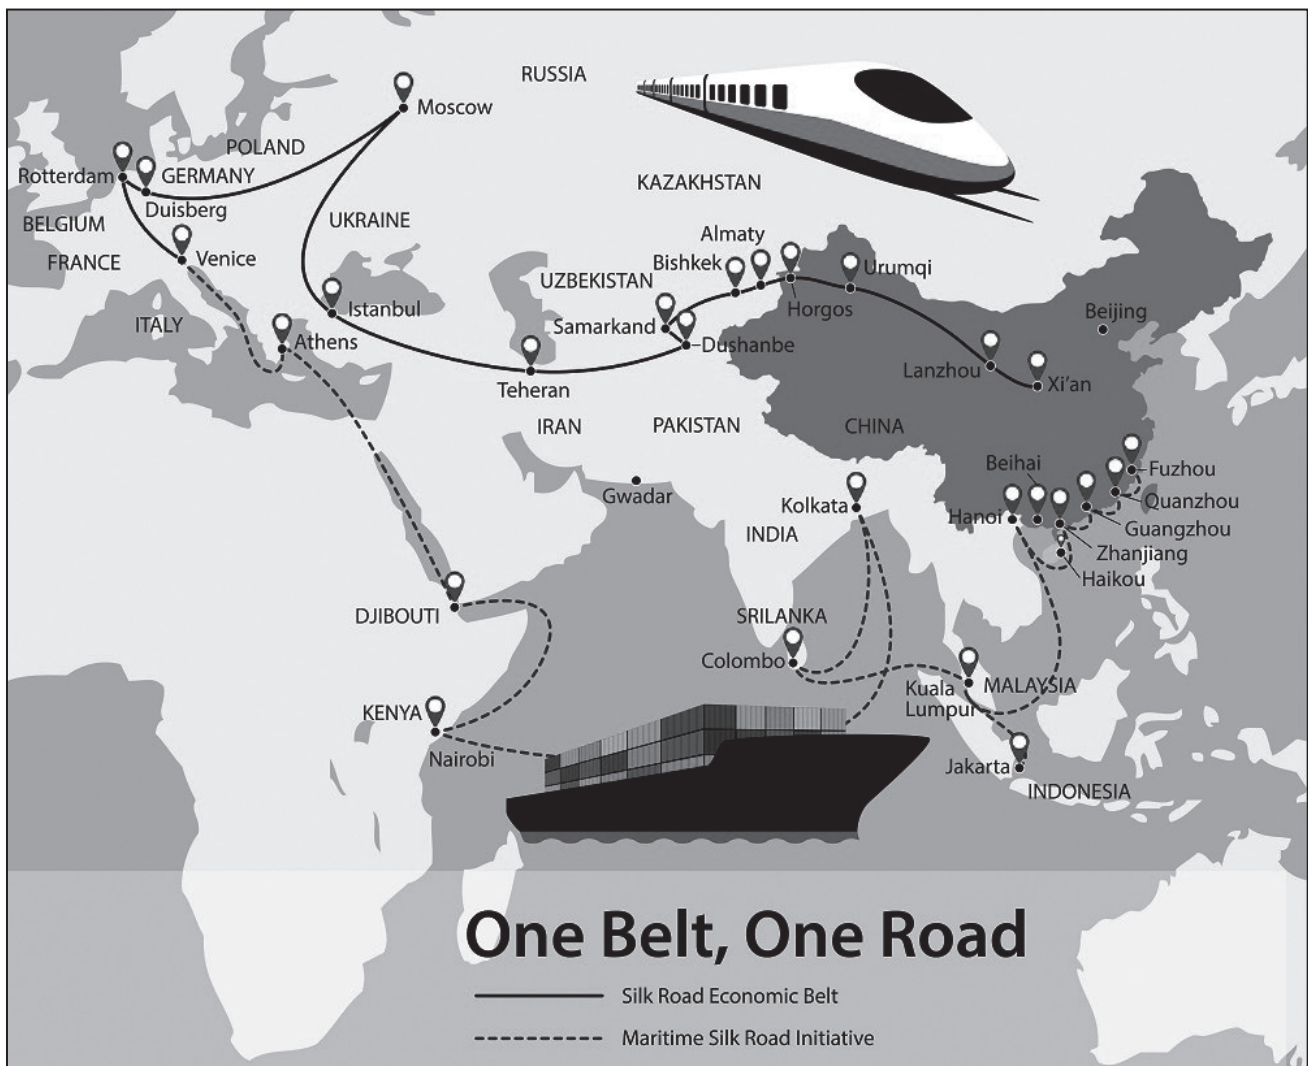 RUSSIA
Moscow
POLAND
Rotterdam
GERMANY
KAZAKHSTAN
Duisberg
BELGIUM
UKRAINE
Almaty
FRANCE
Venice
Bishkek
Urumqi
UZBEKISTAN
Istanbul
Horgos
Beijing
ITALY
Samarkand
Athens
Dushanbe
Lanzhou
Xi'an
Teheran
IRAN
PAKISTAN
CHINA
Beihai
Fuzhou
Gwadar
Kolkata
Quanzhou
Hanoi
Guangzhou
INDIA
Zhanjiang
Haikou
DJIBOUTI
SRILANKA
Colombo
Kuala
Lumpur
MALAYSIA
KENYA
Nairobi
Jakarta
INDONESIA
One Belt, One Road
Silk Road Economic Belt
Maritime Silk Road Initiative